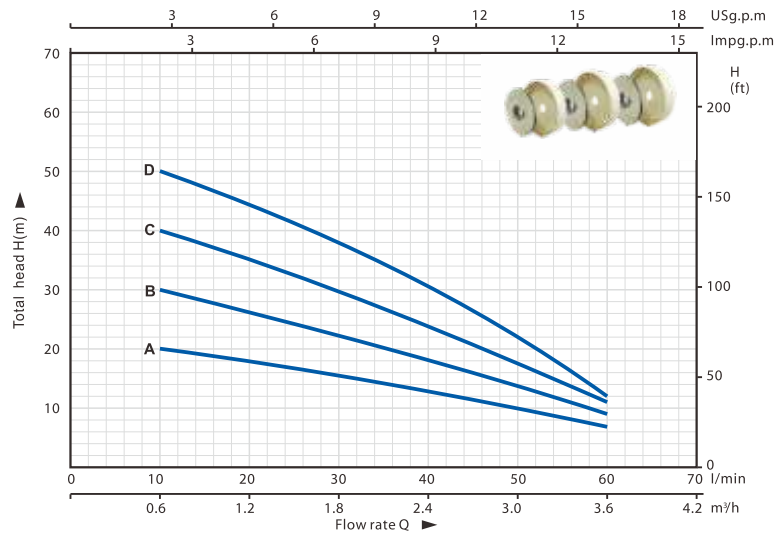 3 6 9 12 15 18 USg.p.m
3 6 9 12 15 Impg.p.m
70
60
50
40
30
20
10
Total head H(m)
H
(ft)
200
150
100
50
0
D
C
B
A
0 10 20 30 40 50 60 70 l/min
0.6 1.2 1.8 2.4 3.0 3.6 4.2 m³/h
Flow rate Q